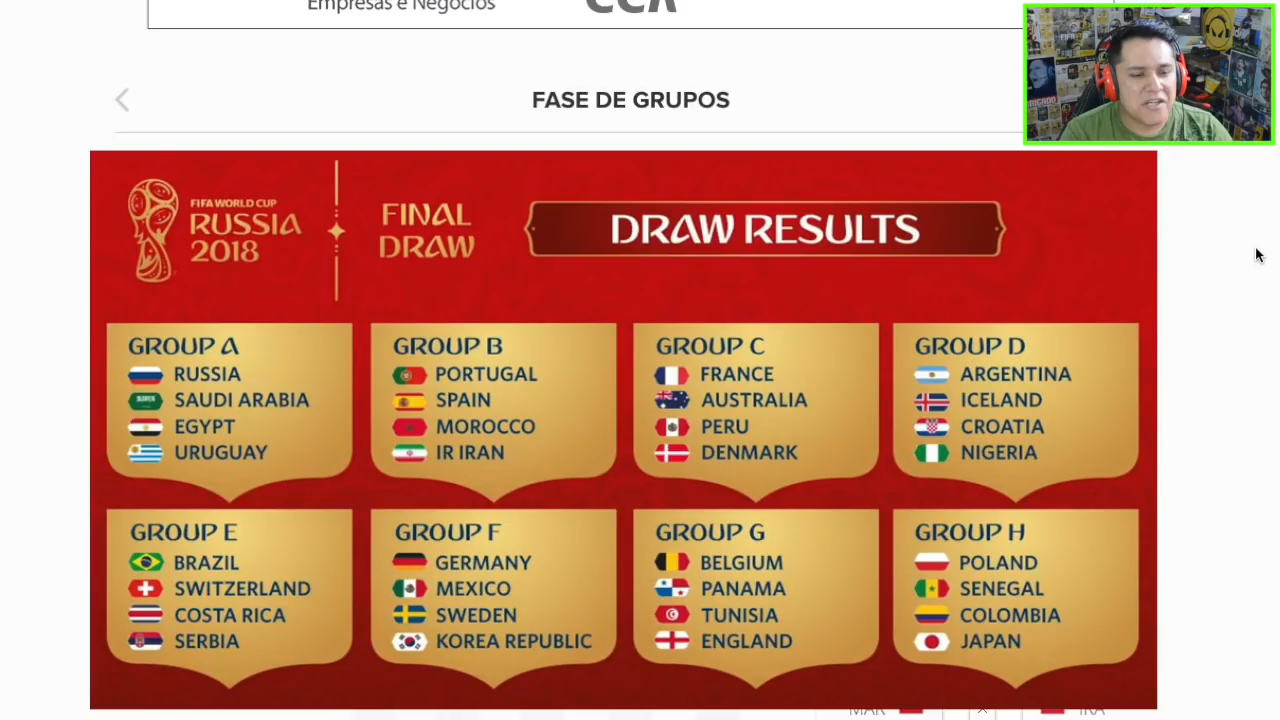 Empresas e Negócios
FASE DE GRUPOS
FIFA WORLD CUP
RUSSIA
2018
FINAL
DRAW
DRAW RESULTS
GROUP A
RUSSIA
SAUDI ARABIA
EGYPT
URUGUAY
GROUP B
PORTUGAL
SPAIN
MOROCCO
IR IRAN
GROUP C
FRANCE
AUSTRALIA
PERU
DENMARK
GROUP D
ARGENTINA
ICELAND
CROATIA
NIGERIA
GROUP E
BRAZIL
SWITZERLAND
COSTA RICA
SERBIA
GROUP F
GERMANY
MEXICO
SWEDEN
KOREA REPUBLIC
GROUP G
BELGIUM
PANAMA
TUNISIA
ENGLAND
GROUP H
POLAND
SENEGAL
COLOMBIA
JAPAN
MAR X IRA